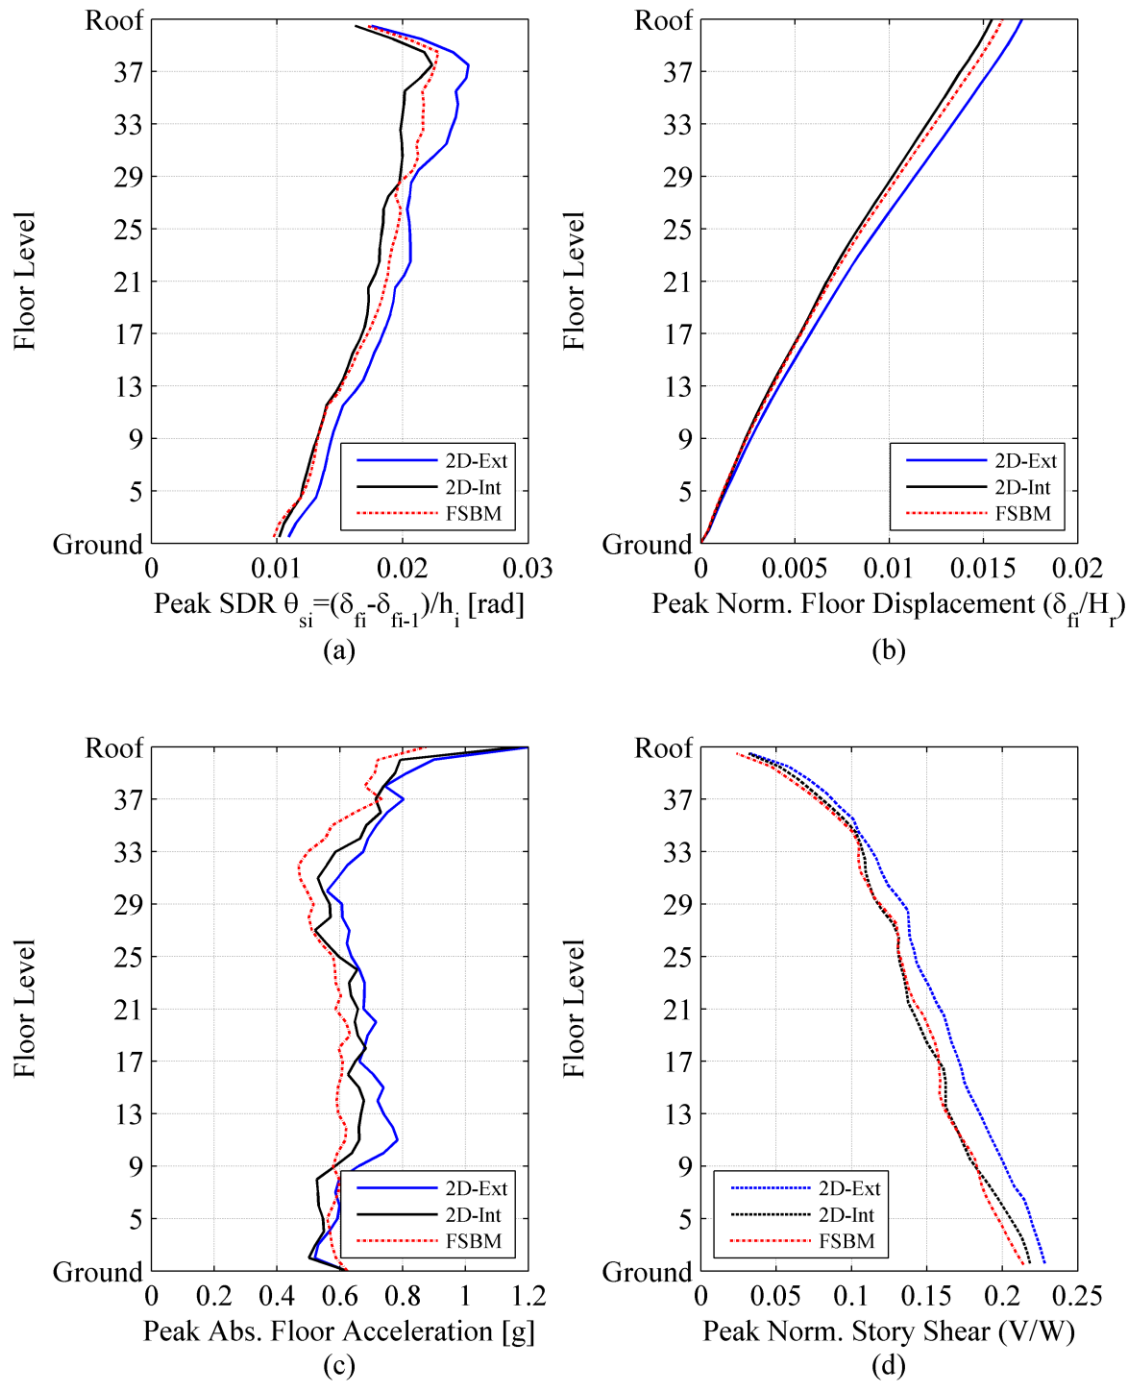 Roof
37
33
29
25
21
17
13
9
5
Ground
Floor Level
0
0.01
0.02
0.03
2D-Ext
2D-Int
FSBM
Peak SDR θsi=(δfi-δfi-1)/hi [rad]
(a)
Roof
37
33
29
25
21
17
13
9
5
Ground
Floor Level
0
0.005
0.01
0.015
0.02
2D-Ext
2D-Int
FSBM
Peak Norm. Floor Displacement (δfi/Hr)
(b)
Roof
37
33
29
25
21
17
13
9
5
Ground
Floor Level
0
0.2
0.4
0.6
0.8
1
1.2
2D-Ext
2D-Int
FSBM
Peak Abs. Floor Acceleration [g]
(c)
Roof
37
33
29
25
21
17
13
9
5
Ground
Floor Level
0
0.05
0.1
0.15
0.2
0.25
2D-Ext
2D-Int
FSBM
Peak Norm. Story Shear (V/W)
(d)